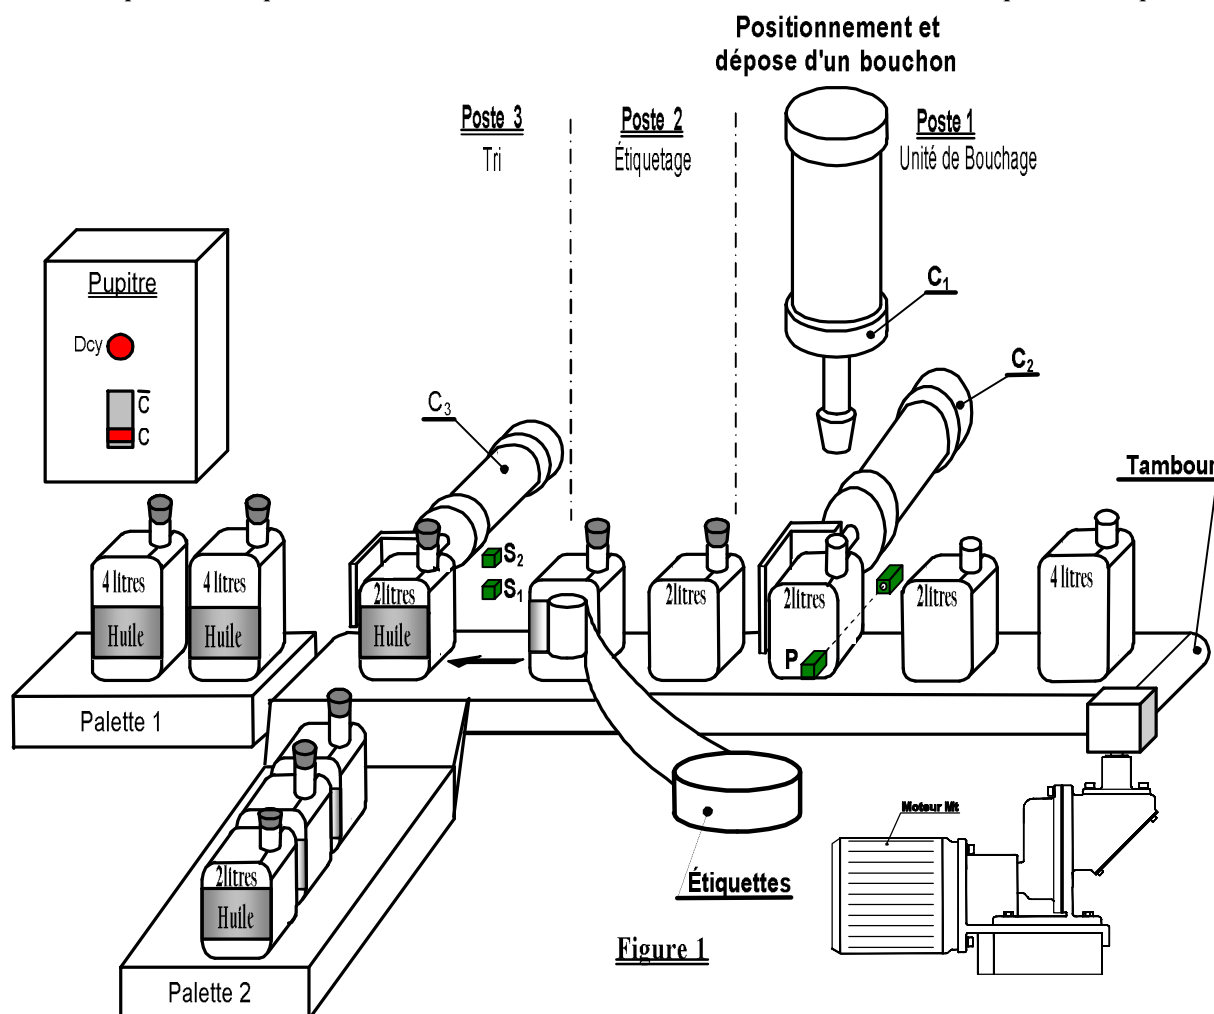 Positionnement et
dépose d'un bouchon
Poste 3
Tri
Poste 2
Étiquetage
Poste 1
Unité de Bouchage
Pupitre
Dcy
C̅
C
C₁
C₂
C₃
Tambour
S₂
S₁
P
4 litres
Huile
4 litres
Huile
2litres
Huile
2litres
2litres
2litres
4 litres
Palette 1
Moteur Mt
Étiquettes
2litres
Huile
Palette 2
Figure 1